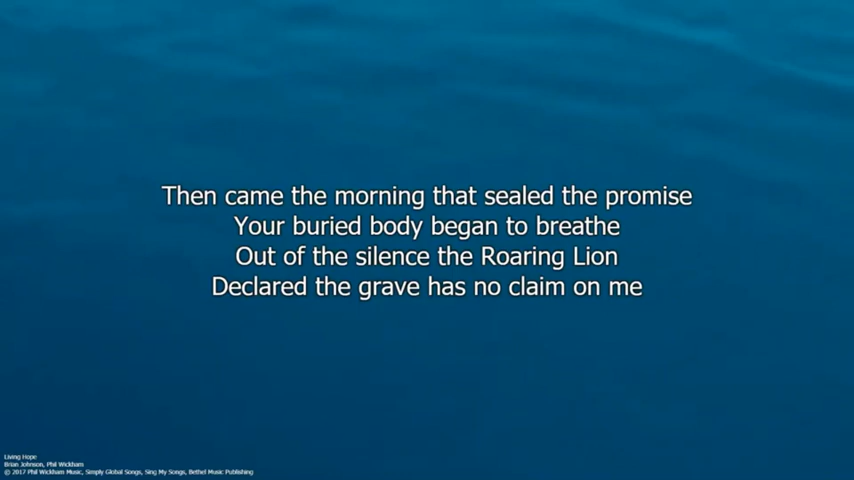 Then came the morning that sealed the promise
Your buried body began to breathe
Out of the silence the Roaring Lion
Declared the grave has no claim on me
Living Hope
Brian Johnson, Phil Wickham
© 2017 Phil Wickham Music, Simply Global Songs, Sing My Songs, Bethel Music Publishing